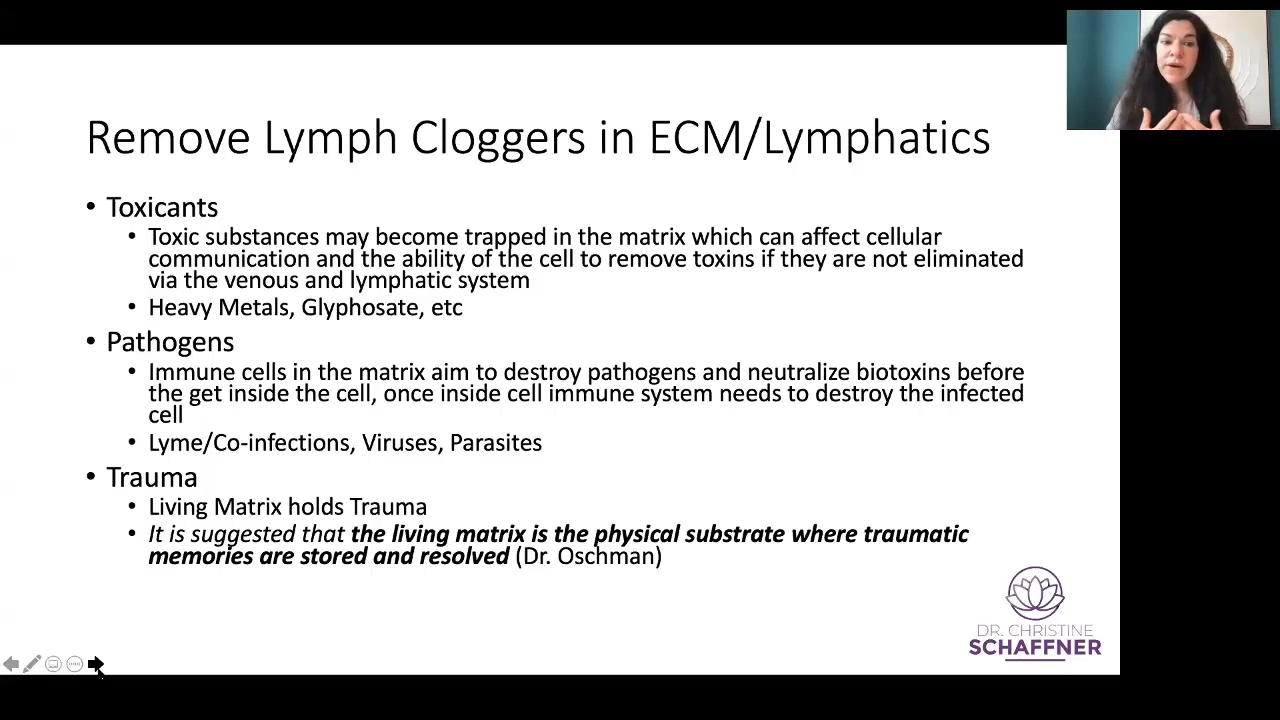 Remove Lymph Cloggers in ECM/Lymphatics
• Toxicants
• Toxic substances may become trapped in the matrix which can affect cellular
communication and the ability of the cell to remove toxins if they are not eliminated
via the venous and lymphatic system
• Heavy Metals, Glyphosate, etc
• Pathogens
• Immune cells in the matrix aim to destroy pathogens and neutralize biotoxins before
the get inside the cell, once inside cell immune system needs to destroy the infected
cell
• Lyme/Co-infections, Viruses, Parasites
• Trauma
• Living Matrix holds Trauma
• It is suggested that the living matrix is the physical substrate where traumatic
memories are stored and resolved (Dr. Oschman)
DR. CHRISTINE
SCHAFFNER